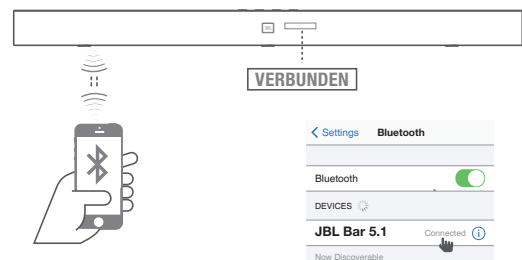 VERBUNDEN
Settings Bluetooth
Bluetooth
DEVICES
JBL Bar 5.1 Connected
Now Discoverable